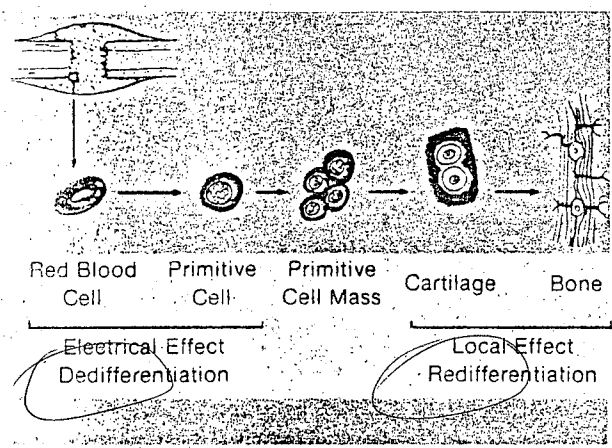 Red Blood
Cell
Primitive
Cell
Primitive
Cell Mass
Cartilage
Bone
Electrical Effect
Dedifferentiation
Local Effect
Redifferentiation